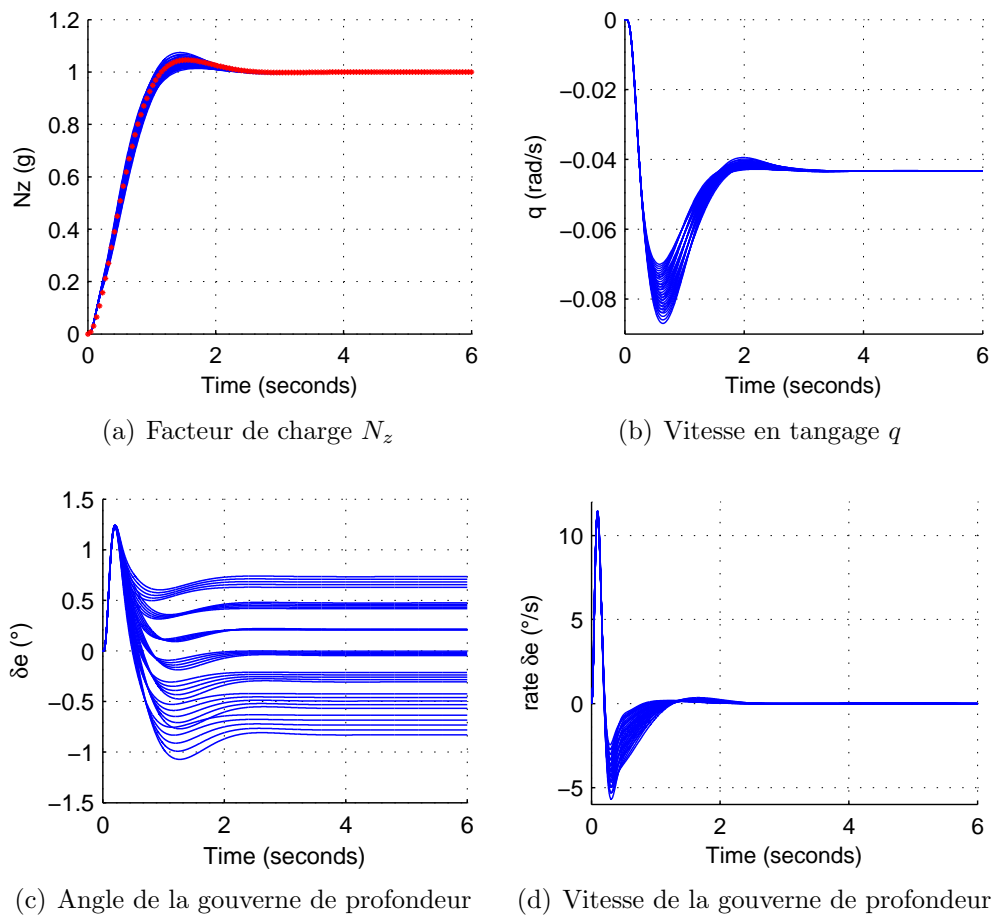 1.2
1
0.8
0.6
0.4
0.2
0
Nz (g)
0 2 4 6
Time (seconds)
(a) Facteur de charge Nz
0
−0.02
−0.04
−0.06
−0.08
q (rad/s)
0 2 4 6
Time (seconds)
(b) Vitesse en tangage q
1.5
1
0.5
0
−0.5
−1
−1.5
δe (°)
0 2 4 6
Time (seconds)
(c) Angle de la gouverne de profondeur
10
5
0
−5
rate δe (°/s)
0 2 4 6
Time (seconds)
(d) Vitesse de la gouverne de profondeur